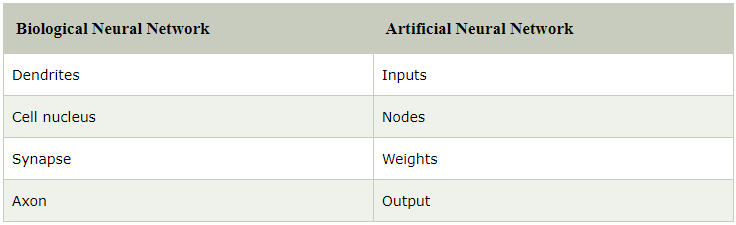 Biological Neural Network Artificial Neural Network
Dendrites Inputs
Cell nucleus Nodes
Synapse Weights
Axon Output